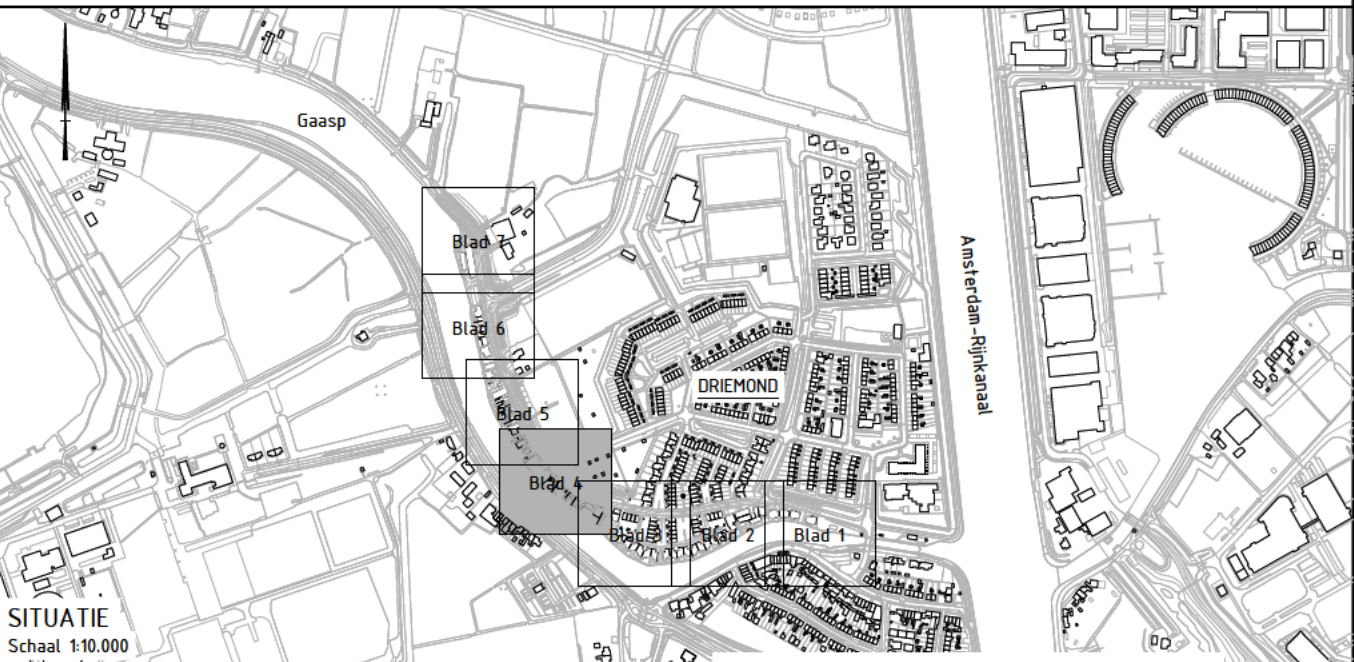 Gaasp
Blad 7
Amsterdam-Rijnkanaal
Blad 6
DRIEMOND
Blad 5
Blad 4
Blad 3
Blad 2
Blad 1
SITUATIE
Schaal 1:10.000